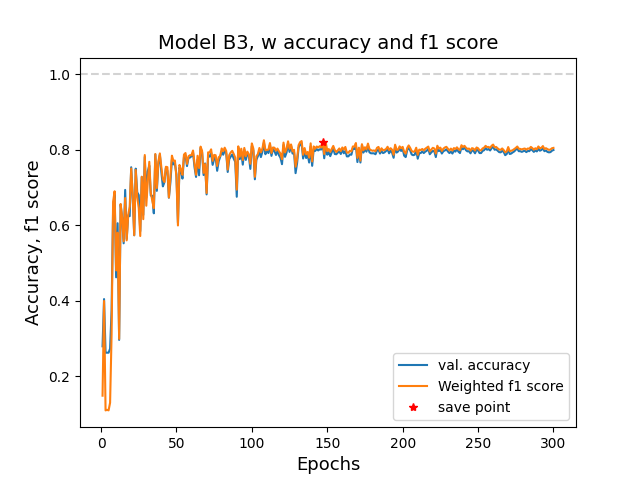 Model B3, w accuracy and f1 score
1.0
0.8
0.6
0.4
0.2
Accuracy, f1 score
val. accuracy
Weighted f1 score
save point
0 50 100 150 200 250 300
Epochs